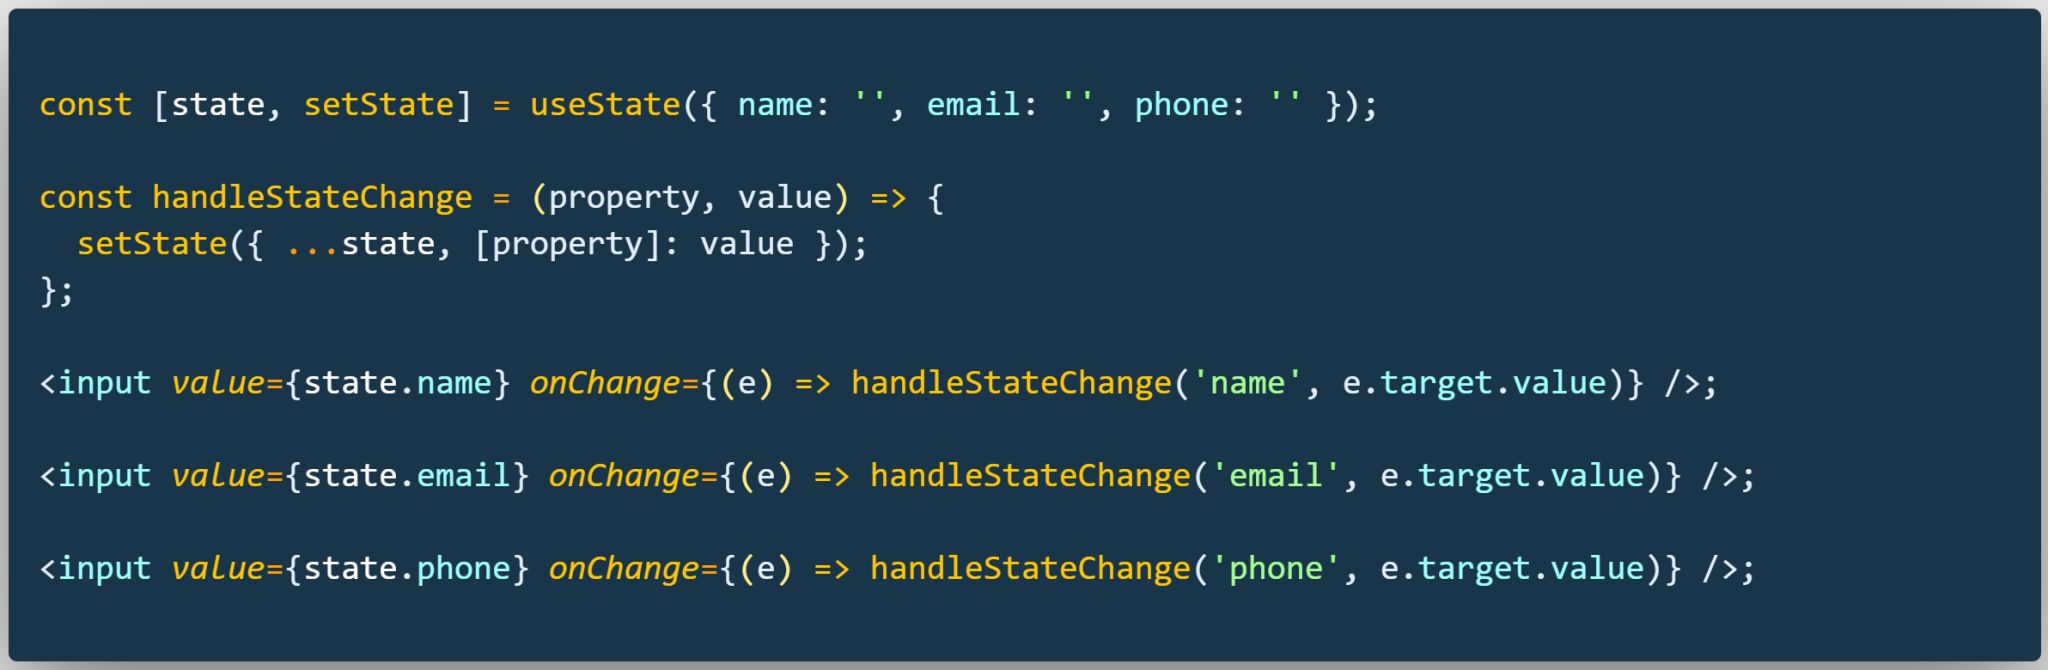 const [state, setState] = useState({ name: '', email: '', phone: '' });
const handleStateChange = (property, value) => {
  setState({ ...state, [property]: value });
};
<input value={state.name} onChange={(e) => handleStateChange('name', e.target.value)} />;
<input value={state.email} onChange={(e) => handleStateChange('email', e.target.value)} />;
<input value={state.phone} onChange={(e) => handleStateChange('phone', e.target.value)} />;